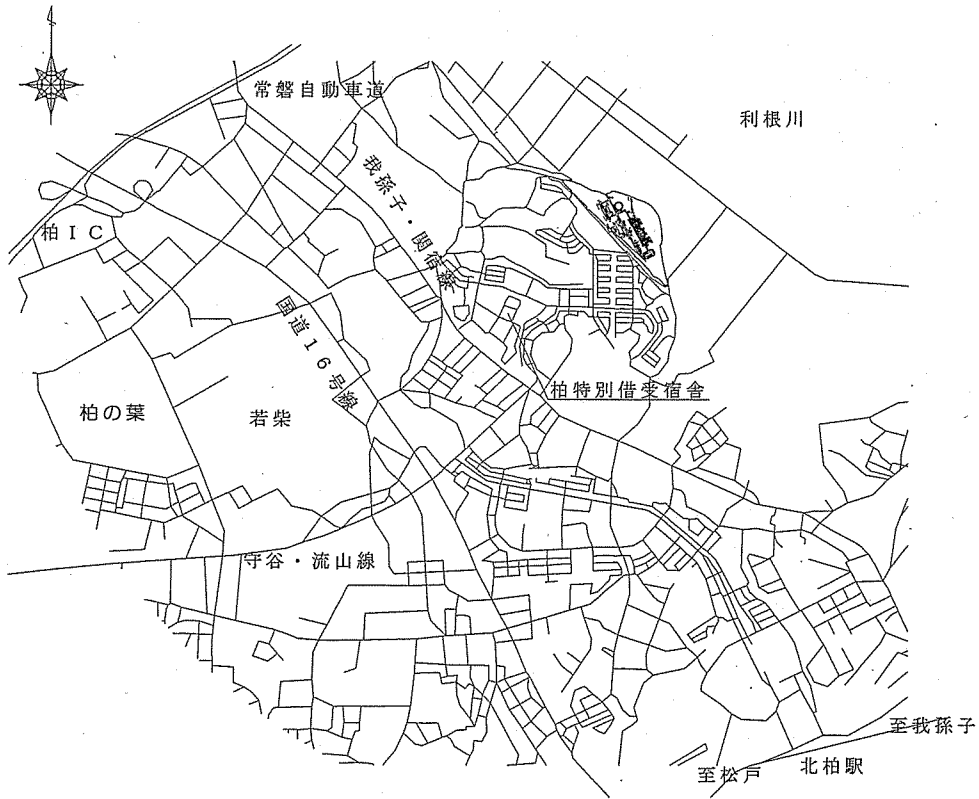 常磐自動車道
利根川
我孫子・関宿線
柏ＩＣ
国道１６号線
柏特別借受宿舎
柏の葉
若柴
守谷・流山線
至我孫子
北柏駅
至松戸